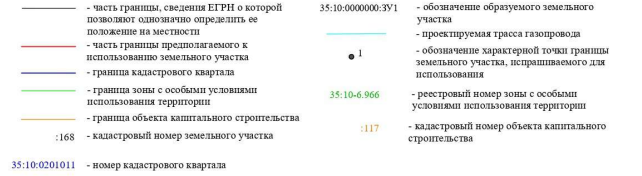 - часть границы, сведения ЕГРН о которой
позволяют однозначно определить ее
положение на местности
- часть границы предполагаемого к
использованию земельного участка
- граница кадастрового квартала
- граница зоны с особыми условиями
использования территории
- граница объекта капитального строительства
:168 - кадастровый номер земельного участка
35:10:0201011 - номер кадастрового квартала
35:10:0000000:ЗУ1 - обозначение образуемого земельного
участка
- проектируемая трасса газопровода
1 - обозначение характерной точки границы
земельного участка, испрашиваемого для
использования
35:10-6.966 - реестровый номер зоны с особыми
условиями использования территории
:117 - кадастровый номер объекта капитального
строительства